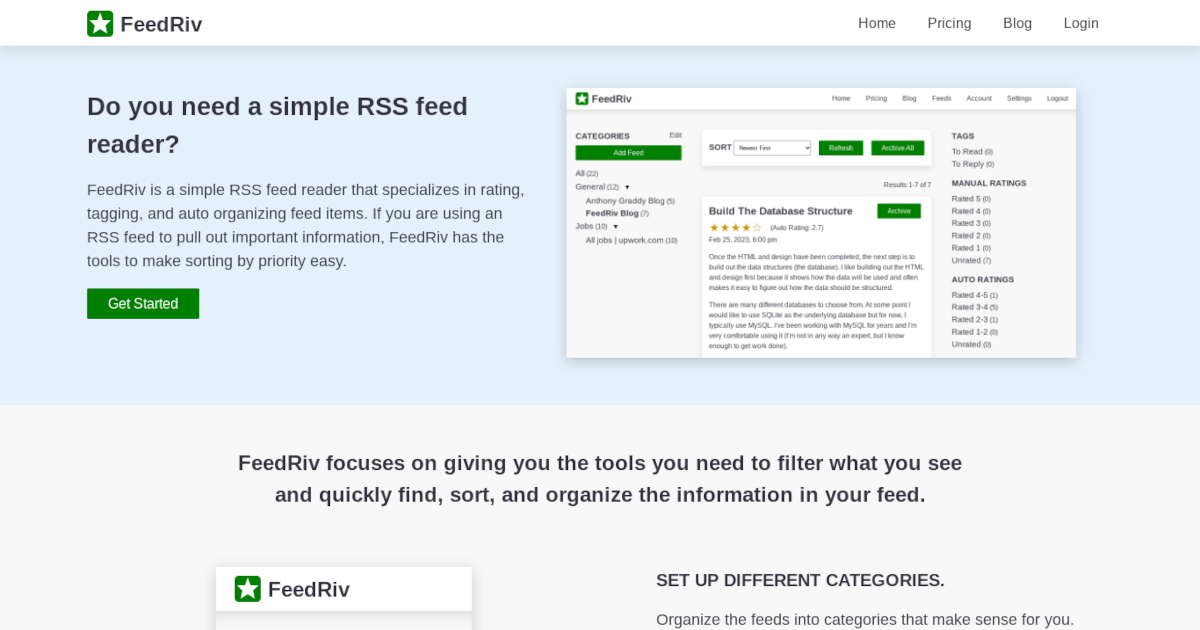 FeedRiv
Home Pricing Blog Login
Do you need a simple RSS feed
reader?
FeedRiv is a simple RSS feed reader that specializes in rating,
tagging, and auto organizing feed items. If you are using an
RSS feed to pull out important information, FeedRiv has the
tools to make sorting by priority easy.
Get Started
FeedRiv
Home Pricing Blog Feeds Account Settings Logout
CATEGORIES Edit
Add Feed
All (22)
General (12) ▼
Anthony Graddy Blog (5)
FeedRiv Blog (7)
Jobs (10) ▼
All jobs | upwork.com (10)
SORT Newest First Refresh Archive All
Results 1-7 of 7
Build The Database Structure Archive
★★★★☆ (Auto Rating: 2.7)
Feb 25, 2023, 6:00 pm
Once the HTML and design have been completed, the next step is to
build out the data structures (the database). I like building out the HTML
and design first because it shows how the data will be used and often
makes it easy to figure out how the data should be structured.
There are many different databases to choose from. At some point I
would like to use SQLite as the underlying database but for now, I
typically use MySQL. I've been working with MySQL for years and I'm
very comfortable using it (I'm not in any way an expert, but I know
enough to get work done).
TAGS
To Read (0)
To Reply (0)
MANUAL RATINGS
Rated 5 (0)
Rated 4 (0)
Rated 3 (0)
Rated 2 (0)
Rated 1 (0)
Unrated (7)
AUTO RATINGS
Rated 4-5 (1)
Rated 3-4 (5)
Rated 2-3 (1)
Rated 1-2 (0)
Unrated (0)
FeedRiv focuses on giving you the tools you need to filter what you see
and quickly find, sort, and organize the information in your feed.
FeedRiv
SET UP DIFFERENT CATEGORIES.
Organize the feeds into categories that make sense for you.